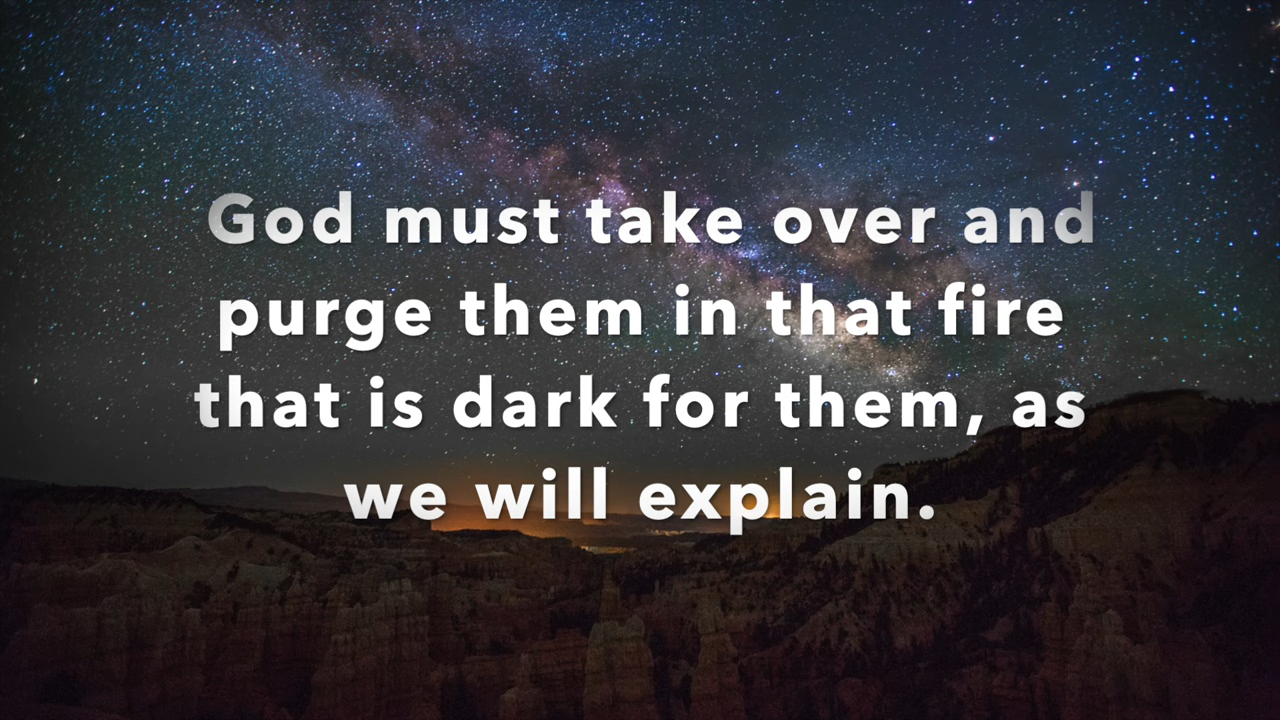 God must take over and
purge them in that fire
that is dark for them, as
we will explain.